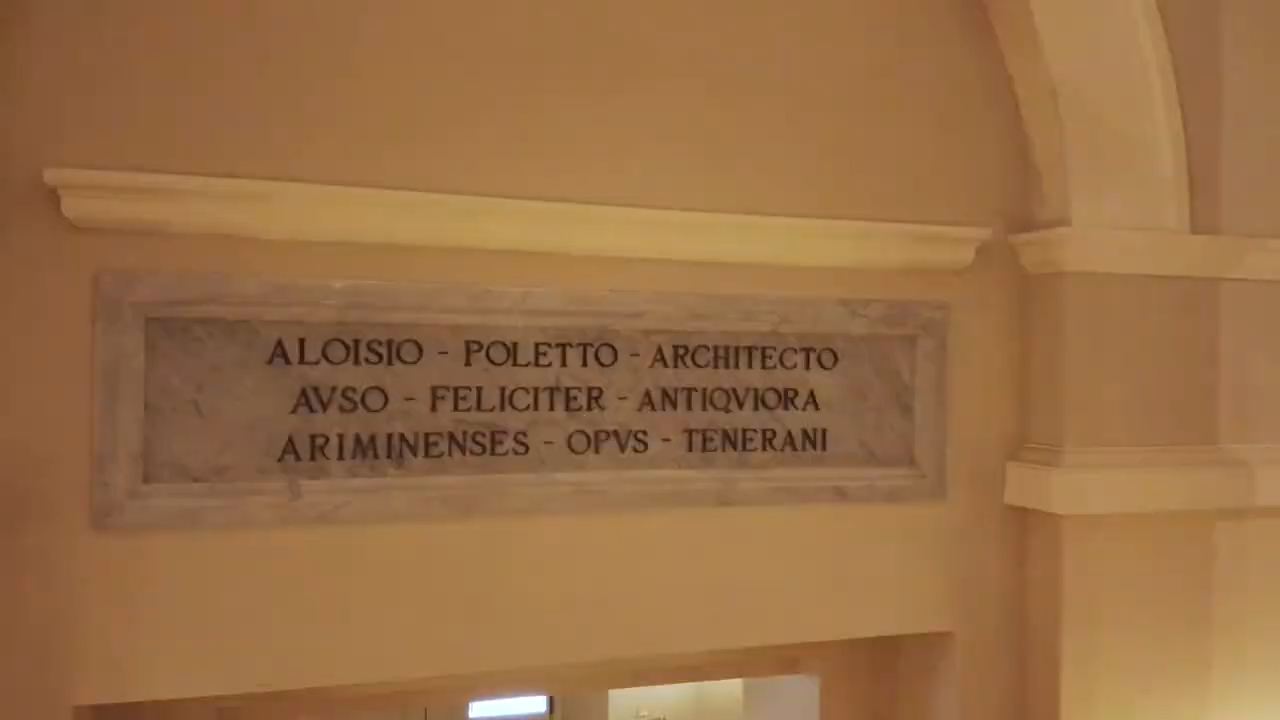 ALOISIO - POLETTO - ARCHITECTO
AVSO - FELICITER - ANTIQVIORA
ARIMINENSES - OPVS - TENERANI